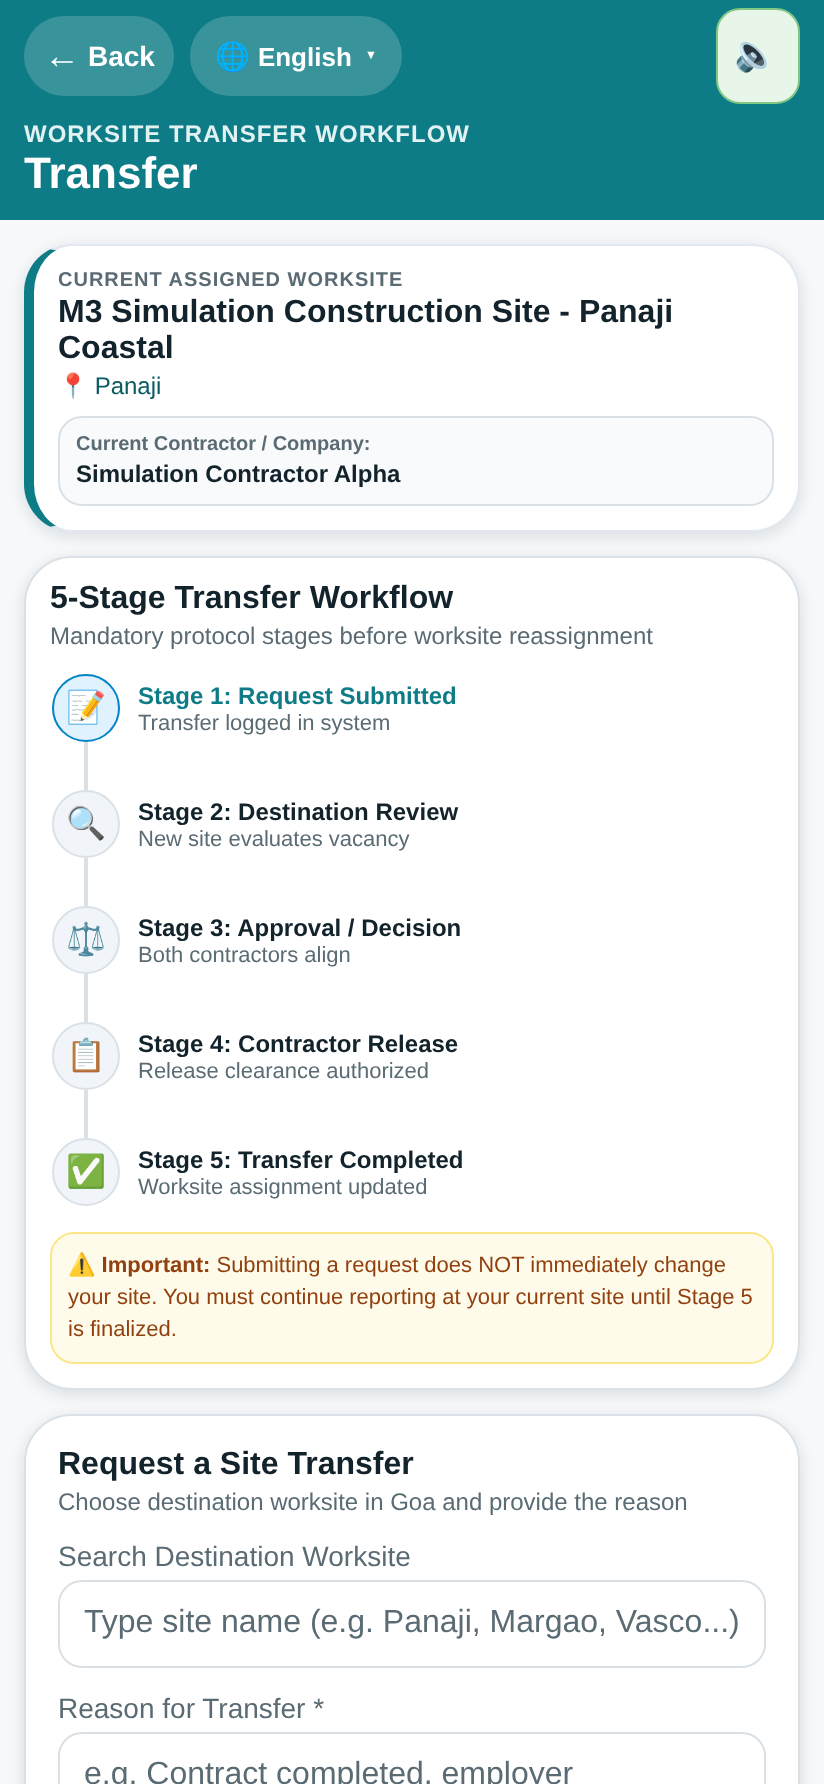 ← Back
🌐 English ▾
🔈
WORKSITE TRANSFER WORKFLOW
Transfer
CURRENT ASSIGNED WORKSITE
M3 Simulation Construction Site - Panaji
Coastal
📍 Panaji
Current Contractor / Company:
Simulation Contractor Alpha
5-Stage Transfer Workflow
Mandatory protocol stages before worksite reassignment
Stage 1: Request Submitted
Transfer logged in system
Stage 2: Destination Review
New site evaluates vacancy
Stage 3: Approval / Decision
Both contractors align
Stage 4: Contractor Release
Release clearance authorized
Stage 5: Transfer Completed
Worksite assignment updated
⚠️ Important: Submitting a request does NOT immediately change
your site. You must continue reporting at your current site until Stage 5
is finalized.
Request a Site Transfer
Choose destination worksite in Goa and provide the reason
Search Destination Worksite
Type site name (e.g. Panaji, Margao, Vasco...)
Reason for Transfer *
e.g. Contract completed, employer